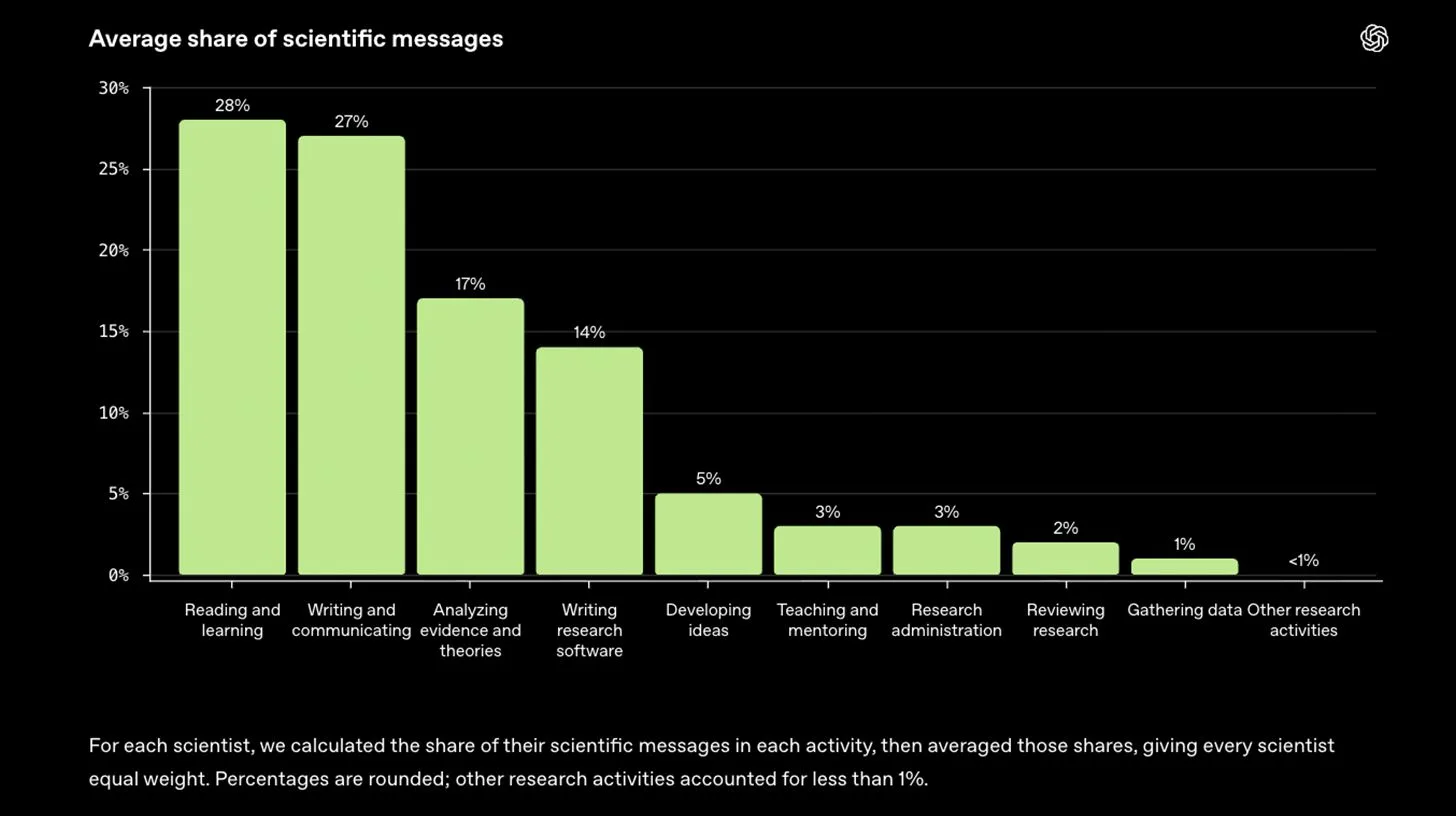 Average share of scientific messages
30%
25%
20%
15%
10%
5%
0%
28%
27%
17%
14%
5%
3%
3%
2%
1%
<1%
Reading and
learning
Writing and
communicating
Analyzing
evidence and
theories
Writing
research
software
Developing
ideas
Teaching and
mentoring
Research
administration
Reviewing
research
Gathering data
Other research
activities
For each scientist, we calculated the share of their scientific messages in each activity, then averaged those shares, giving every scientist
equal weight. Percentages are rounded; other research activities accounted for less than 1%.